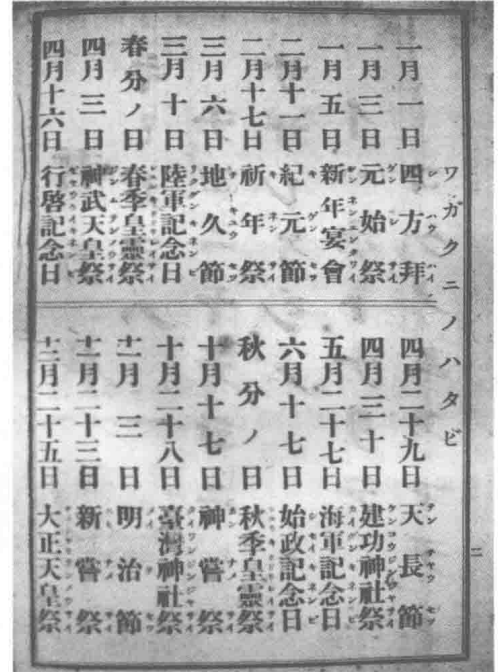 ワガクニノハタビ
一月一日 四方拜
一月三日 元始祭
一月五日 新年宴會
二月十一日 紀元節
二月十七日 祈年祭
三月六日 地久節
三月十日 陸軍記念日
春分ノ日 春季皇靈祭
四月三日 神武天皇祭
四月十六日 行啓記念日
四月二十九日 天長節
四月三十日 建功神社祭
五月二十七日 海軍記念日
六月十七日 始政記念日
秋分ノ日 秋季皇靈祭
十月十七日 神嘗祭
十月二十八日 臺灣神社祭
十一月三日 明治節
十一月二十三日 新嘗祭
十二月二十五日 大正天皇祭
二